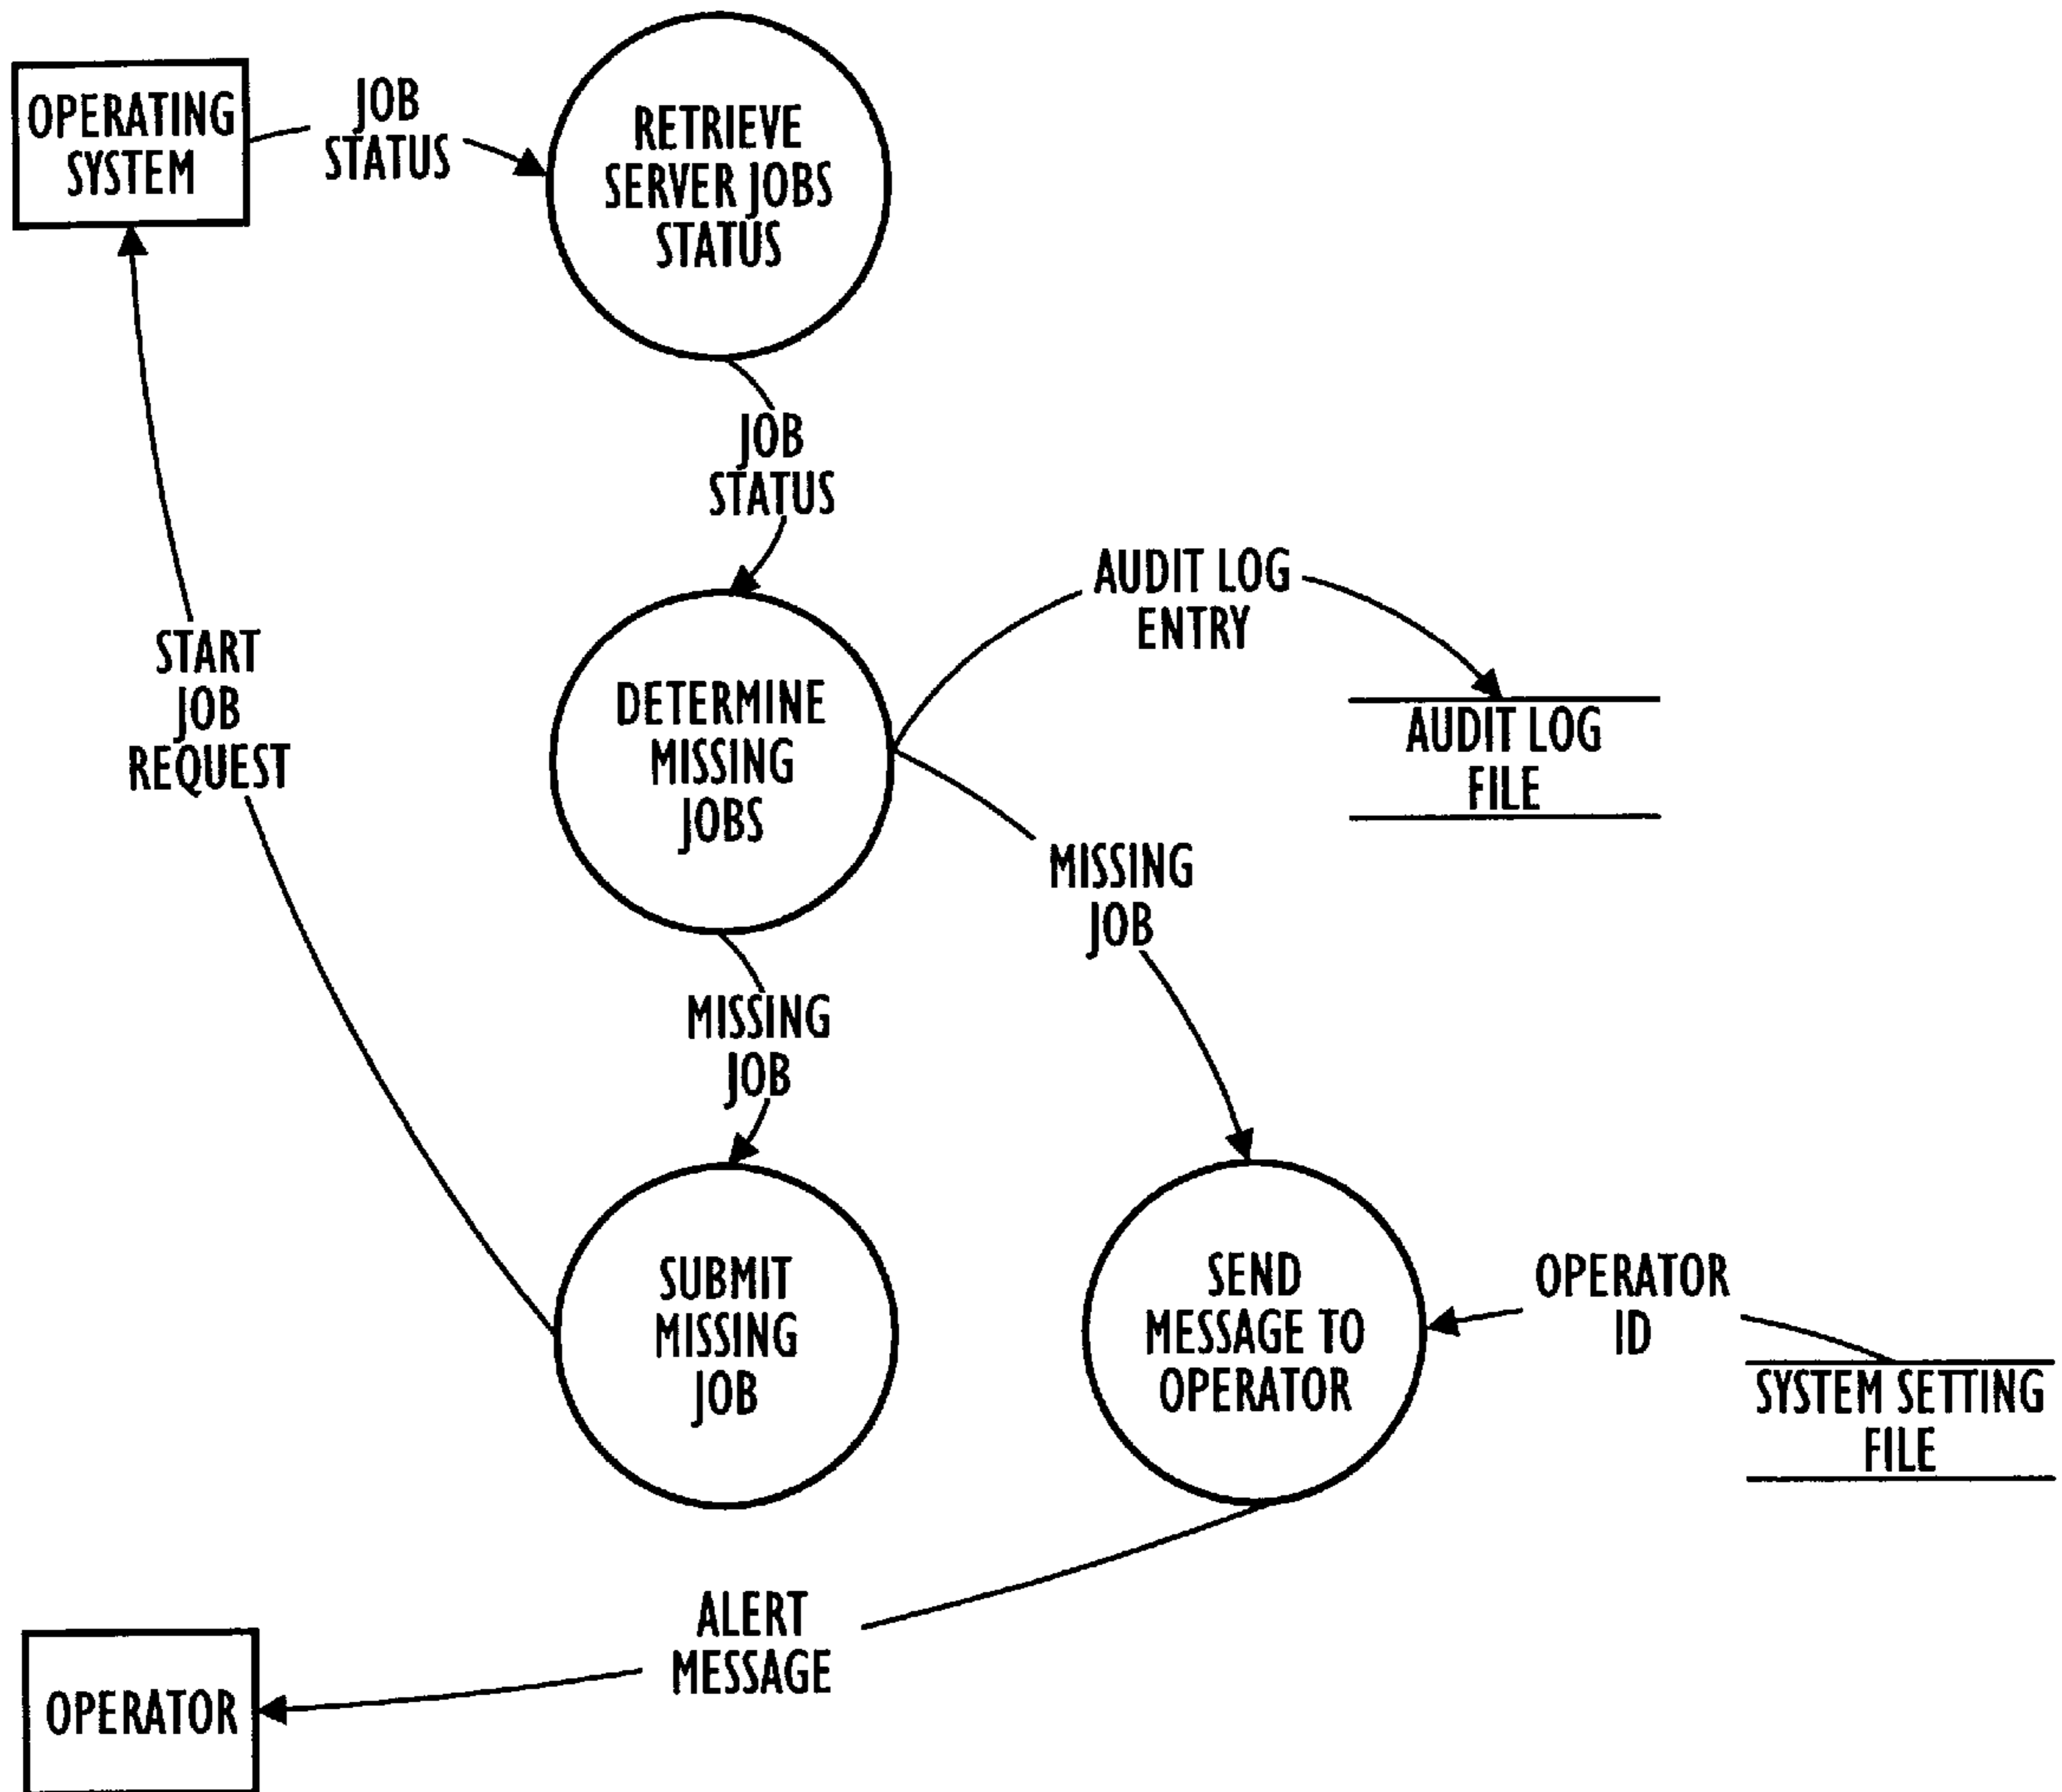 OPERATING
SYSTEM
JOB
STATUS
RETRIEVE
SERVER JOBS
STATUS
JOB
STATUS
START
JOB
REQUEST
DETERMINE
MISSING
JOBS
AUDIT LOG
ENTRY
AUDIT LOG
FILE
MISSING
JOB
MISSING
JOB
SUBMIT
MISSING
JOB
SEND
MESSAGE TO
OPERATOR
OPERATOR
ID
SYSTEM SETTING
FILE
ALERT
MESSAGE
OPERATOR